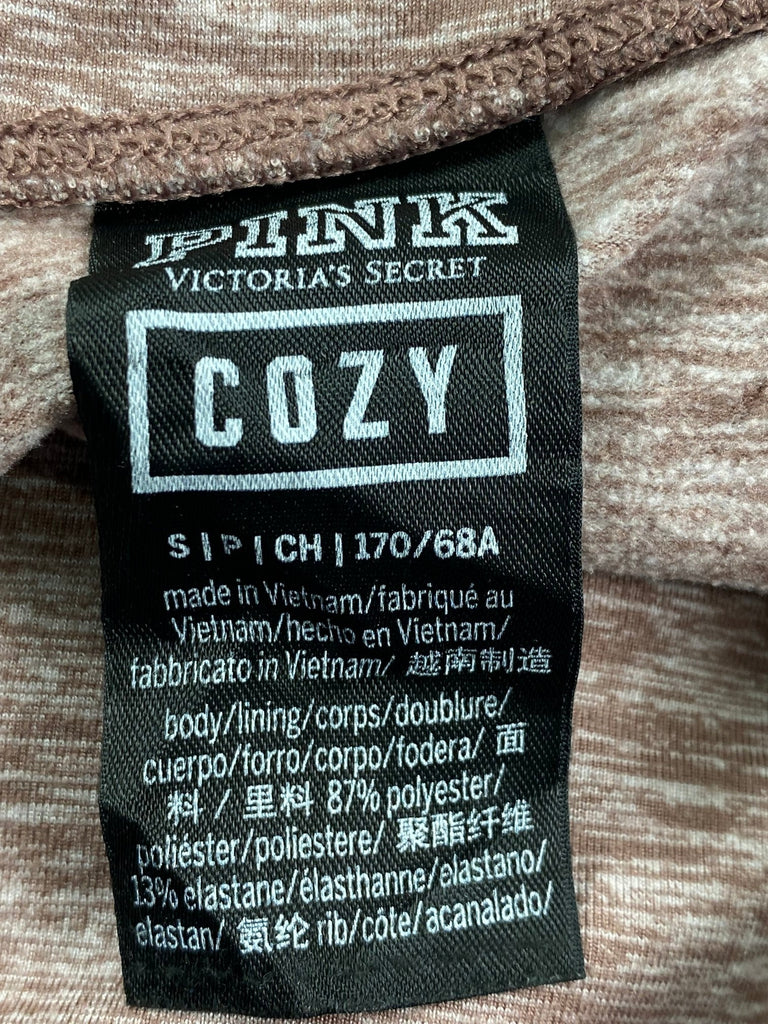 PINK
VICTORIA'S SECRET
COZY
S | P | CH | 170/68A
made in Vietnam/fabriqué au
Vietnam/hecho en Vietnam/
fabbricato in Vietnam/ 越南制造
body/lining/corps/doublure/
cuerpo/forro/corpo/fodera/ 面
料 / 里料 87% polyester/
poliéster/poliestere/ 聚酯纤维
13% elastane/élasthanne/elastano/
elastan/ 氨纶 rib/côte/acanalado/